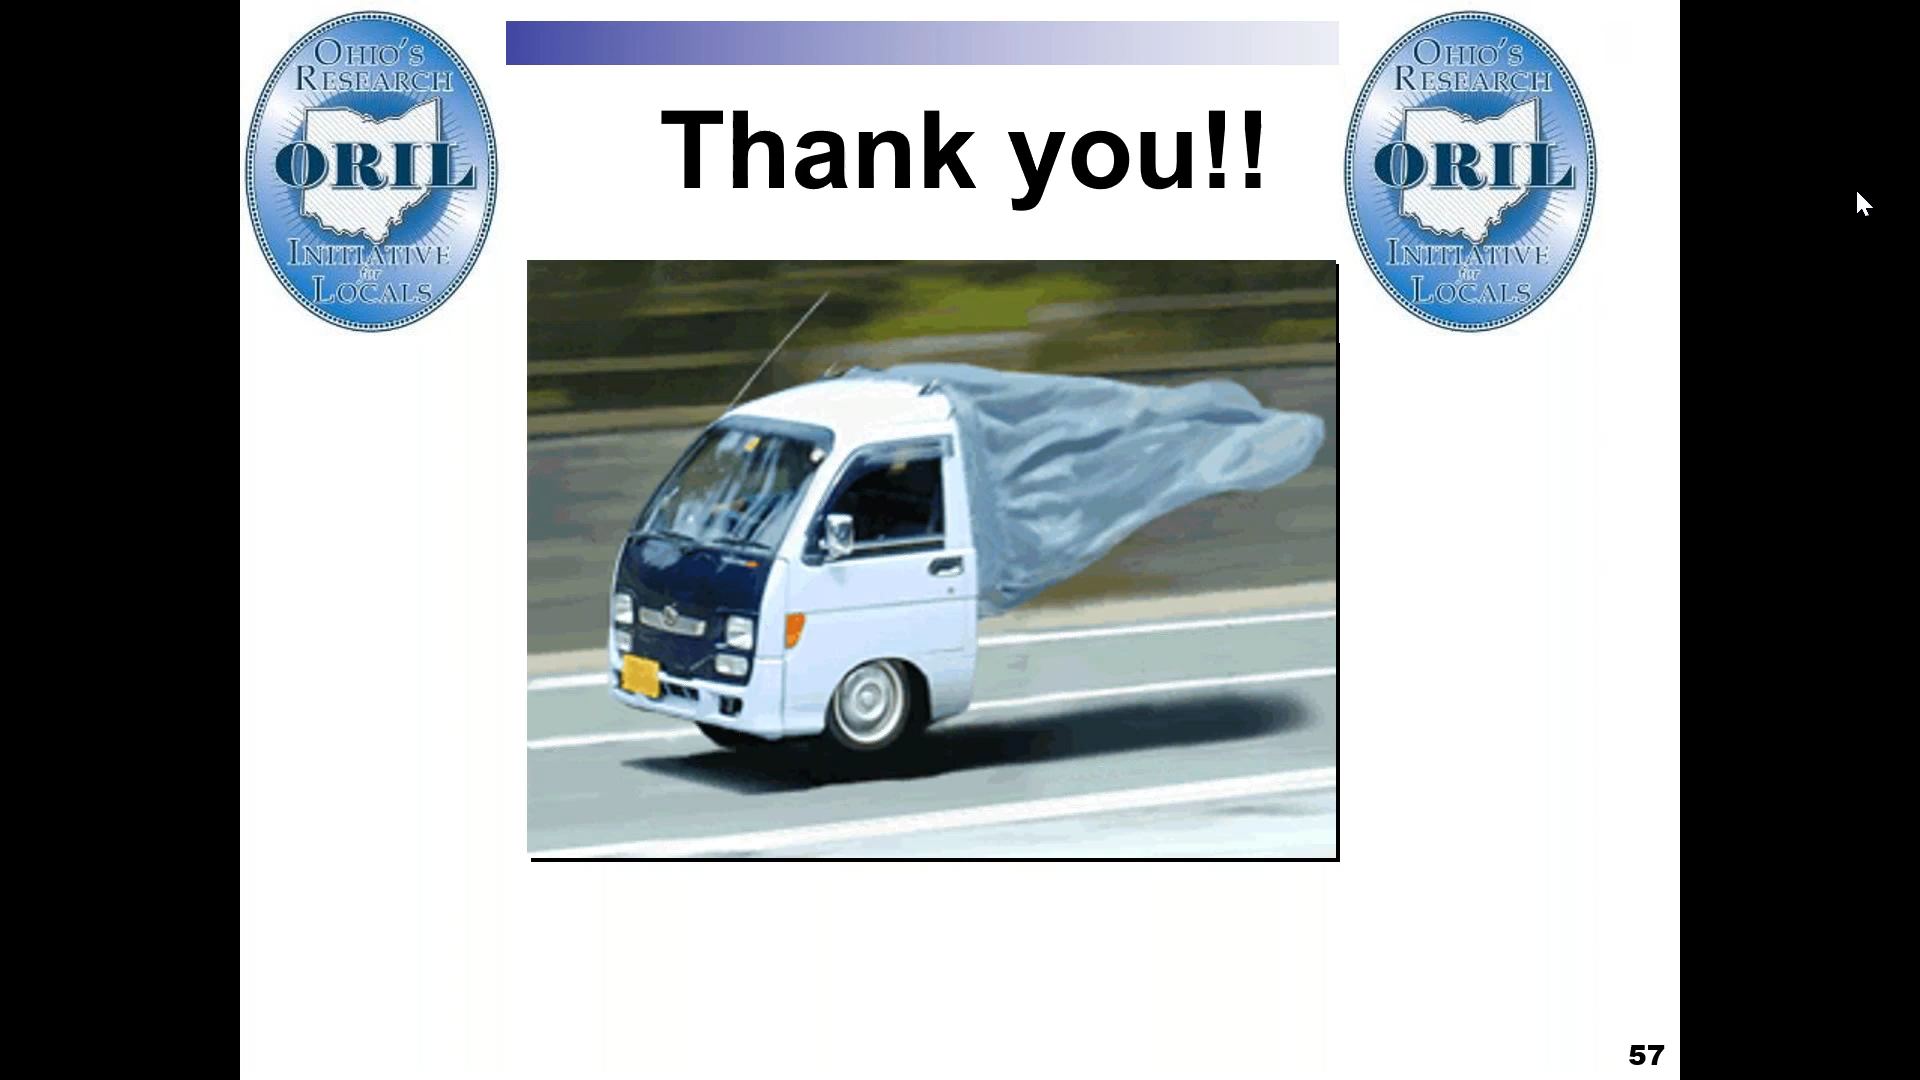 OHIO'S
RESEARCH
ORIL
INITIATIVE
for
LOCALS
Thank you!!
OHIO'S
RESEARCH
ORIL
INITIATIVE
for
LOCALS
57